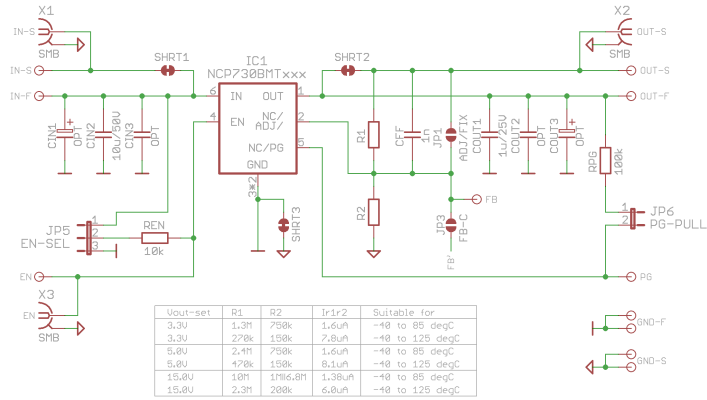 X1
X2
IN-S
OUT-S
SMB
SMB
SHRT1
IC1
SHRT2
NCP730BMTxxx
IN-S
OUT-S
IN-F
6
IN
OUT
1
OUT-F
4
EN
NC/
ADJ/
2
NC/PG
5
GND
3*2
CIN1
OPT
+
CIN2
10u/50V
CIN3
OPT
R1
CFF
1n
JP1
ADJ/FIX
COUT1
1u/25V
COUT2
OPT
COUT3
OPT
+
RPG
100k
R2
FB
JP3
FB-C
FB'
SHRT3
JP5
EN-SEL
1
2
3
REN
10k
1
2
JP6
PG-PULL
EN
PG
X3
EN
SMB
GND-F
GND-S
Vout-set R1 R2 Ir1r2 Suitable for
3.3V 1.3M 750k 1.6uA -40 to 85 degC
3.3V 270k 150k 7.8uA -40 to 125 degC
5.0V 2.4M 750k 1.6uA -40 to 85 degC
5.0V 470k 150k 8.1uA -40 to 125 degC
15.0V 10M 1M||6.8M 1.38uA -40 to 85 degC
15.0V 2.3M 200k 6.0uA -40 to 125 degC